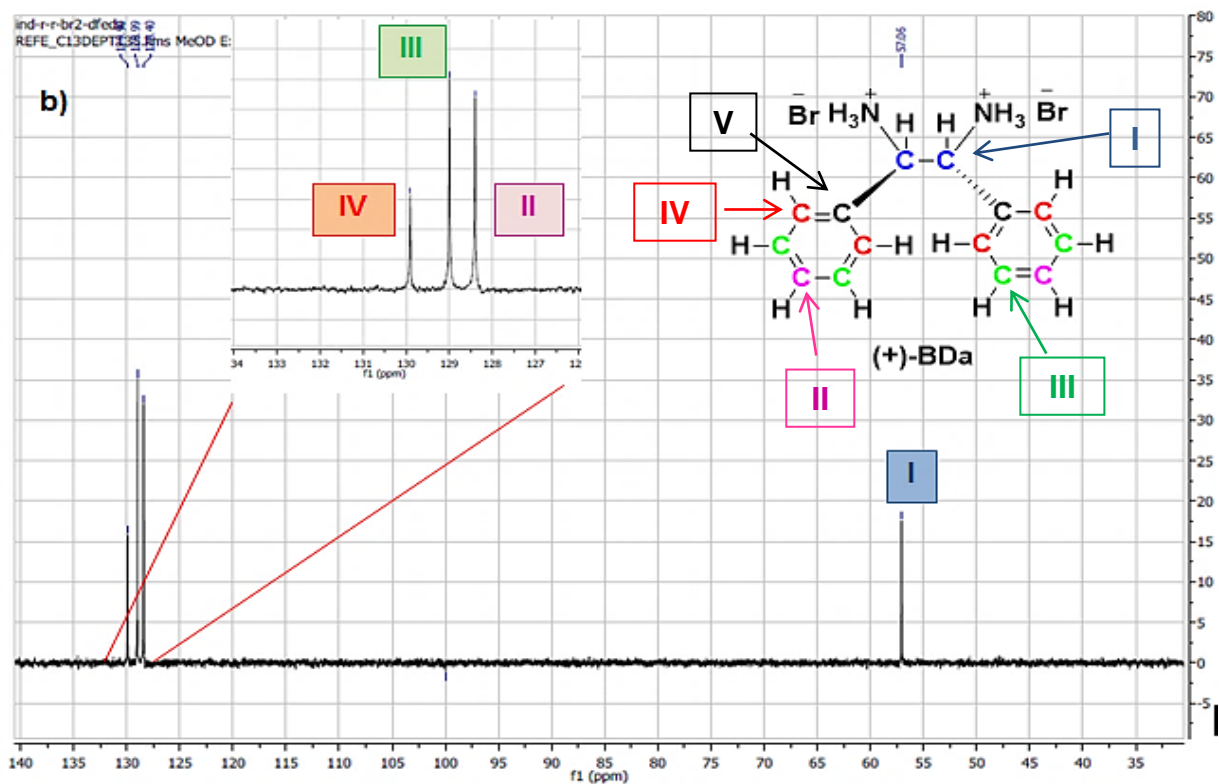 ind-r-r-br2-dfeda
REFE_C13DEPT135.ms MeOD E:
b)
57.06
III
IV
II
34 133 132 131 130 129 128 127 12
f1 (ppm)
V
I
IV
II
III
I
Br − H3N + H H NH3 + Br −
H C C H
C C C C
H C C H H C C H
C C C C
H H H H
(+)-BDa
80
75
70
65
60
55
50
45
40
35
30
25
20
15
10
5
0
-5
140 135 130 125 120 115 110 105 100 95 90 85 80 75 70 65 60 55 50 45 40 35
f1 (ppm)